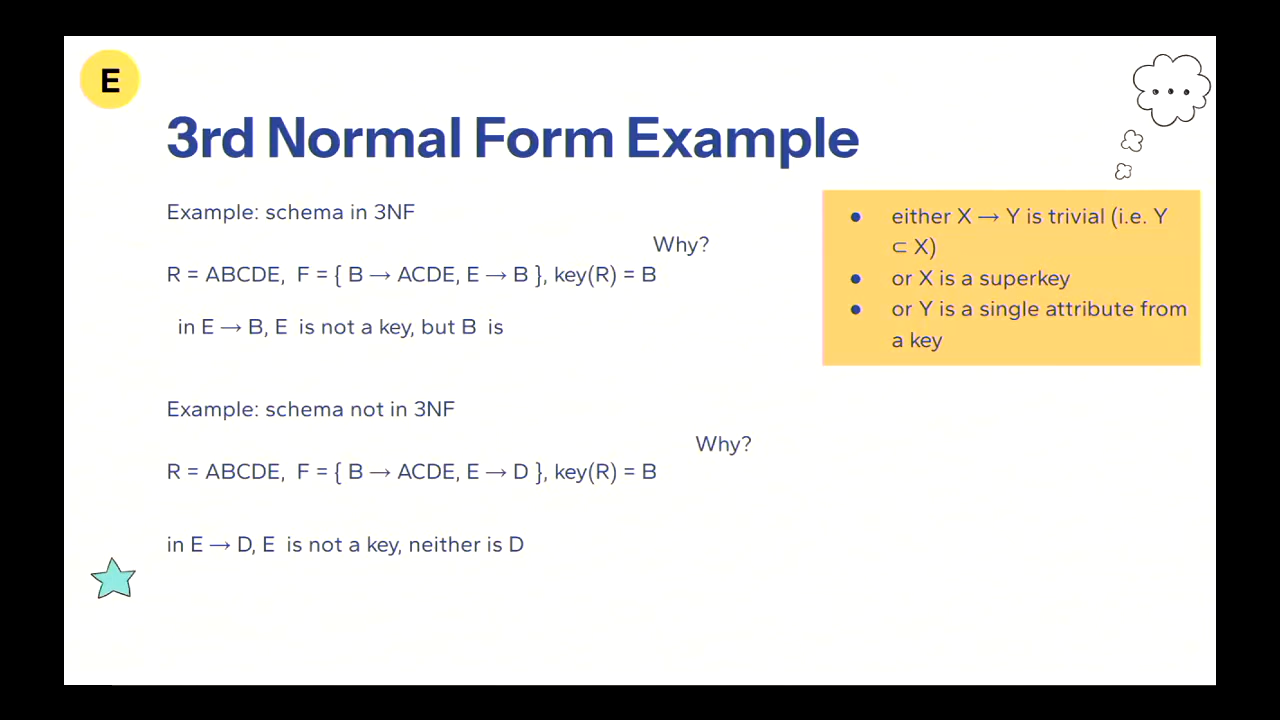 E
3rd Normal Form Example
Example: schema in 3NF
Why?
R = ABCDE, F = { B → ACDE, E → B }, key(R) = B
in E → B, E is not a key, but B is
● either X → Y is trivial (i.e. Y
⊂ X)
● or X is a superkey
● or Y is a single attribute from
a key
Example: schema not in 3NF
Why?
R = ABCDE, F = { B → ACDE, E → D }, key(R) = B
in E → D, E is not a key, neither is D